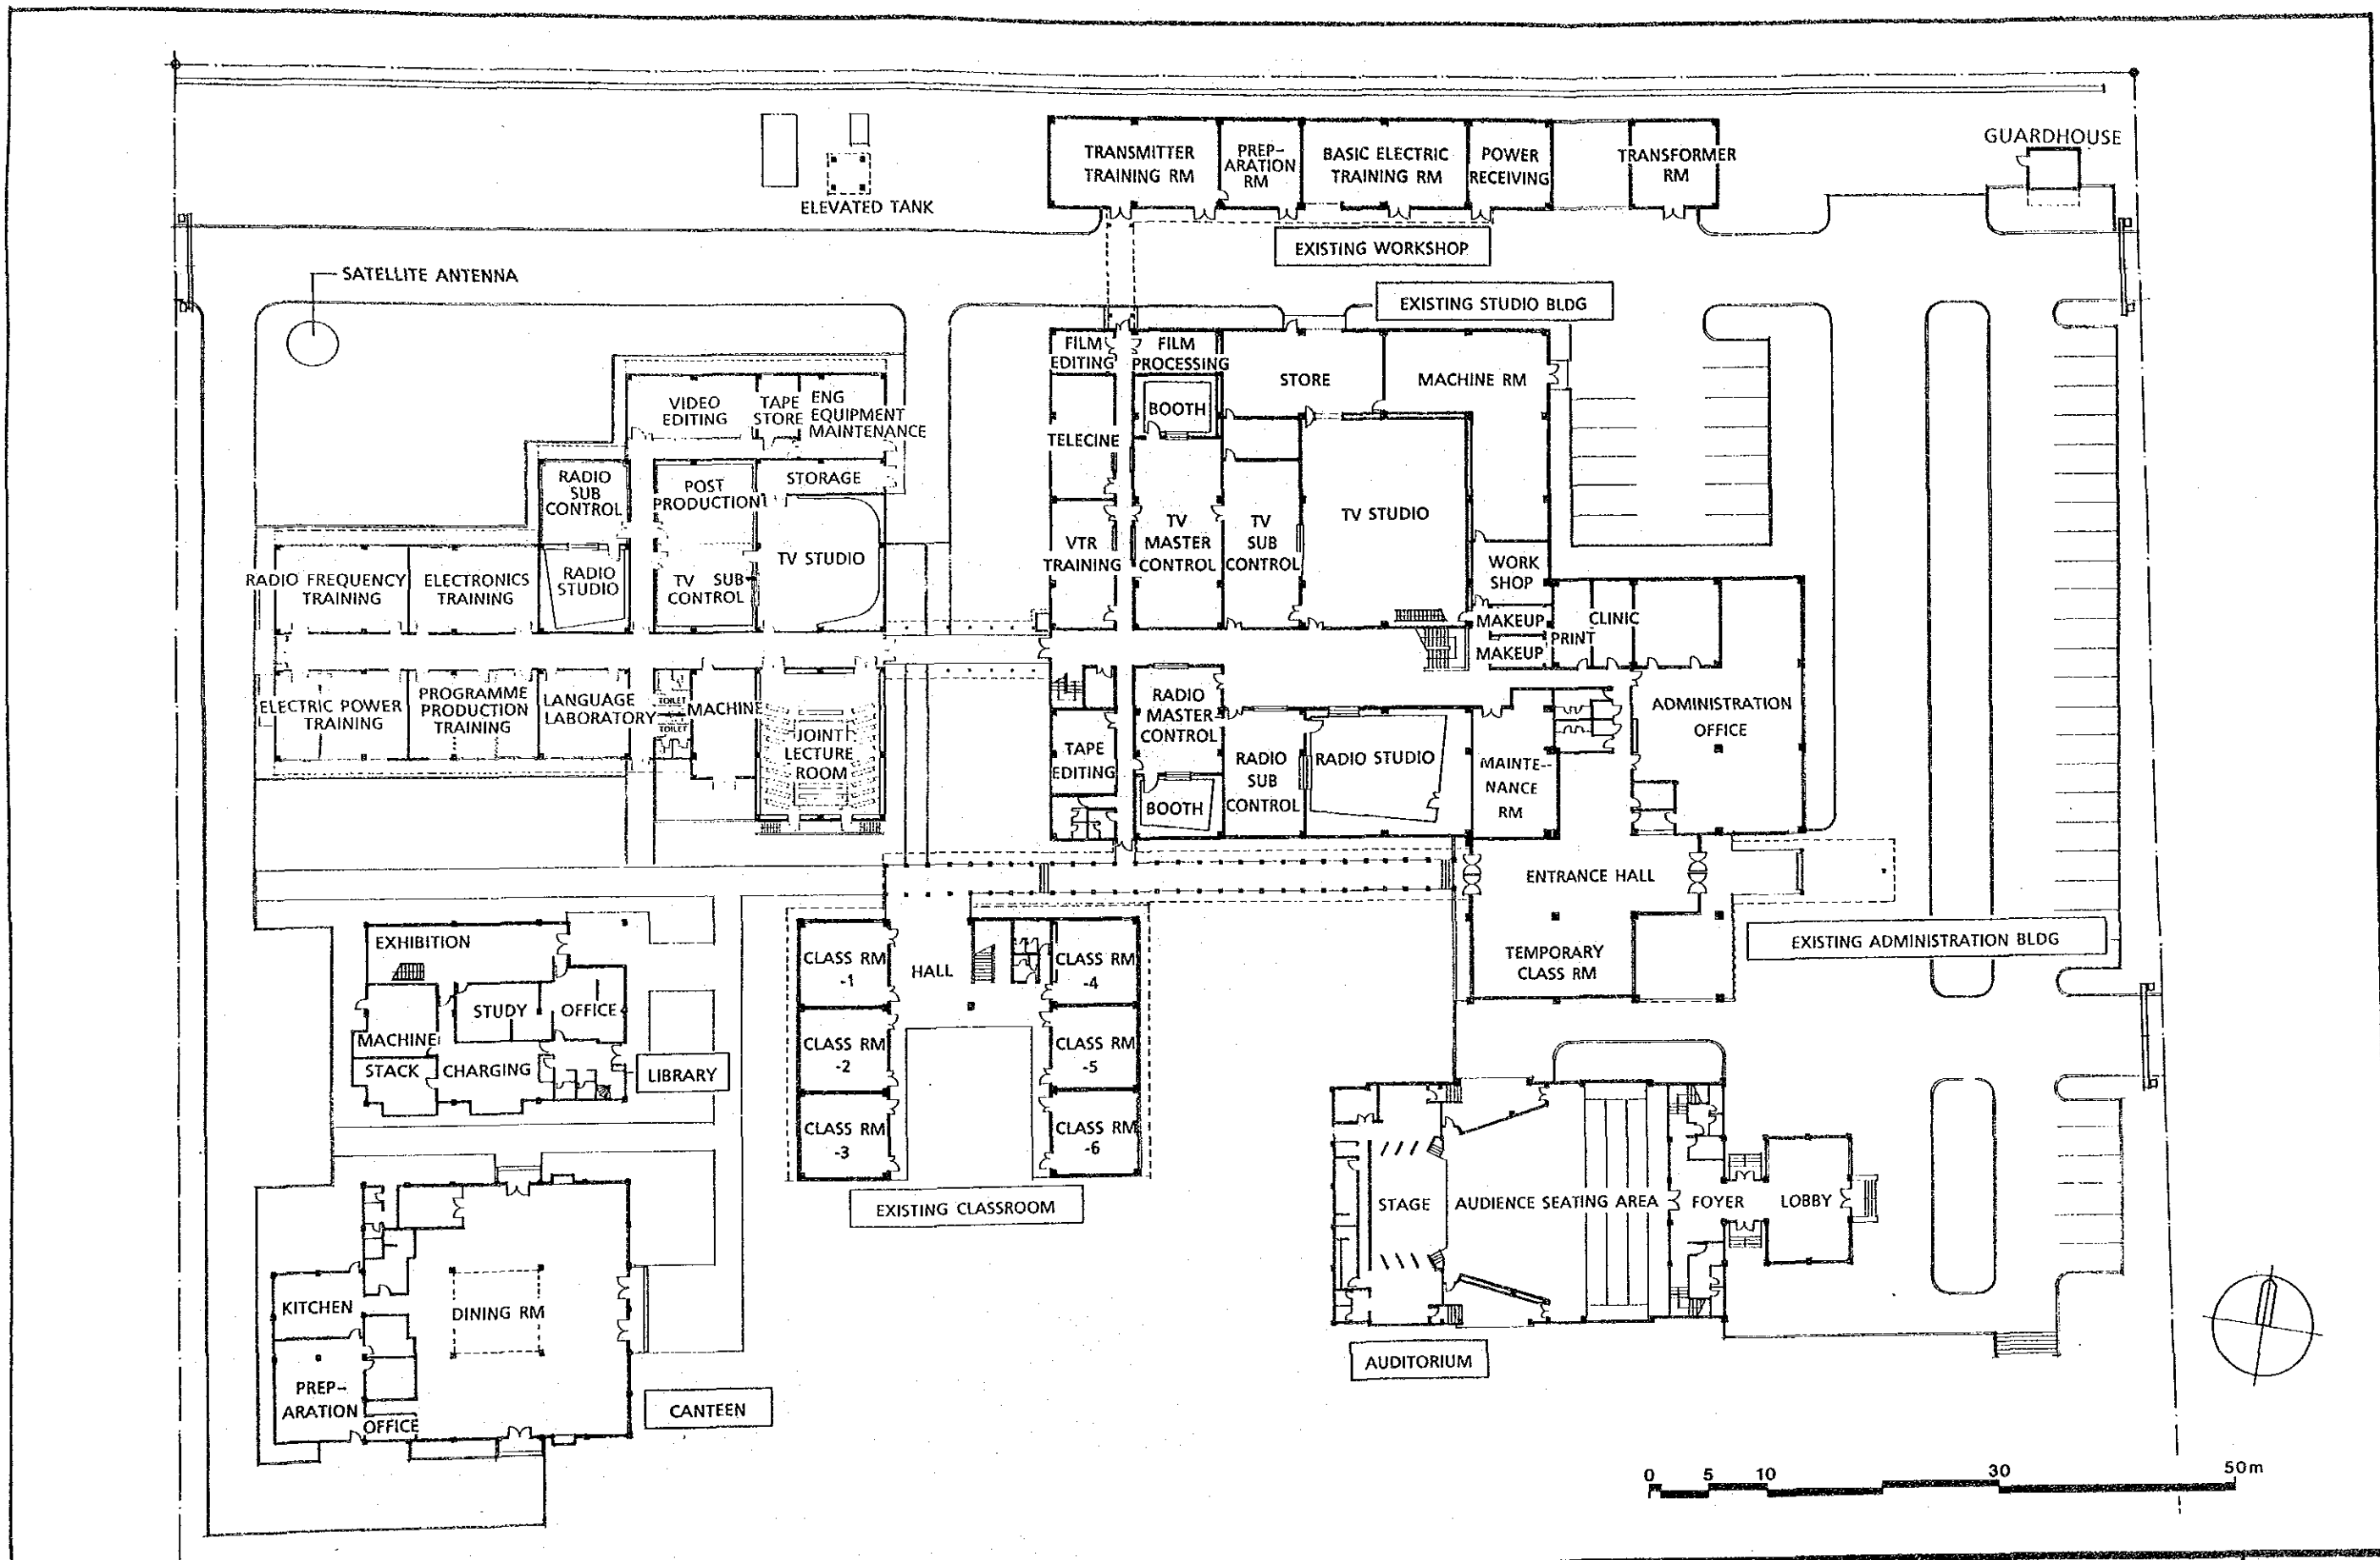 GUARDHOUSE
TRANSMITTER
TRAINING RM
PREP-
ARATION
RM
BASIC ELECTRIC
TRAINING RM
POWER
RECEIVING
TRANSFORMER
RM
ELEVATED TANK
EXISTING WORKSHOP
SATELLITE ANTENNA
EXISTING STUDIO BLDG
FILM
EDITING
FILM
PROCESSING
STORE
MACHINE RM
BOOTH
VIDEO
EDITING
TAPE
STORE
ENG
EQUIPMENT
MAINTENANCE
TELECINE
RADIO
SUB
CONTROL
POST
PRODUCTION
STORAGE
TV STUDIO
VTR
TRAINING
TV
MASTER
CONTROL
TV
SUB
CONTROL
TV STUDIO
WORK
SHOP
RADIO FREQUENCY
TRAINING
ELECTRONICS
TRAINING
RADIO
STUDIO
TV SUB
CONTROL
MAKEUP
MAKEUP
PRINT
CLINIC
ELECTRIC POWER
TRAINING
PROGRAMME
PRODUCTION
TRAINING
LANGUAGE
LABORATORY
TOILET
TOILET
MACHINE
JOINT
LECTURE
ROOM
RADIO
MASTER
CONTROL
TAPE
EDITING
BOOTH
RADIO
SUB
CONTROL
RADIO STUDIO
MAINTE-
NANCE
RM
ADMINISTRATION
OFFICE
ENTRANCE HALL
TEMPORARY
CLASS RM
EXISTING ADMINISTRATION BLDG
EXHIBITION
STUDY
OFFICE
MACHINE
STACK
CHARGING
LIBRARY
CLASS RM
-1
HALL
CLASS RM
-4
CLASS RM
-2
CLASS RM
-5
CLASS RM
-3
CLASS RM
-6
EXISTING CLASSROOM
STAGE
AUDIENCE SEATING AREA
FOYER
LOBBY
AUDITORIUM
KITCHEN
DINING RM
PREP-
ARATION
OFFICE
CANTEEN
0 5 10 30 50m